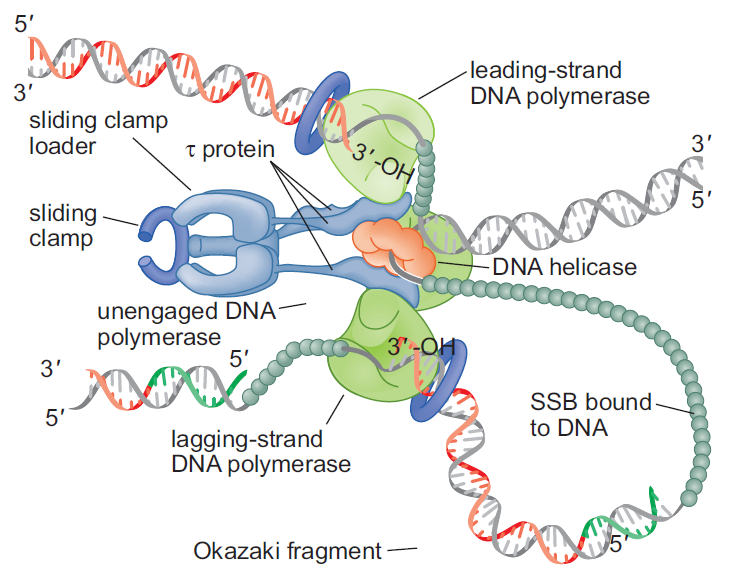 5′
3′
leading-strand
DNA polymerase
sliding clamp
loader
τ protein
3′-OH
3′
5′
sliding
clamp
DNA helicase
unengaged DNA
polymerase
3′
5′
5′
3′-OH
SSB bound
to DNA
lagging-strand
DNA polymerase
5′
Okazaki fragment